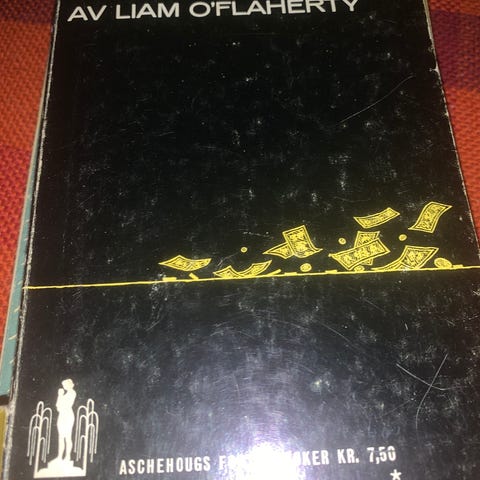 AV LIAM O'FLAHERTY
ASCHEHOUGS KR. 7,50